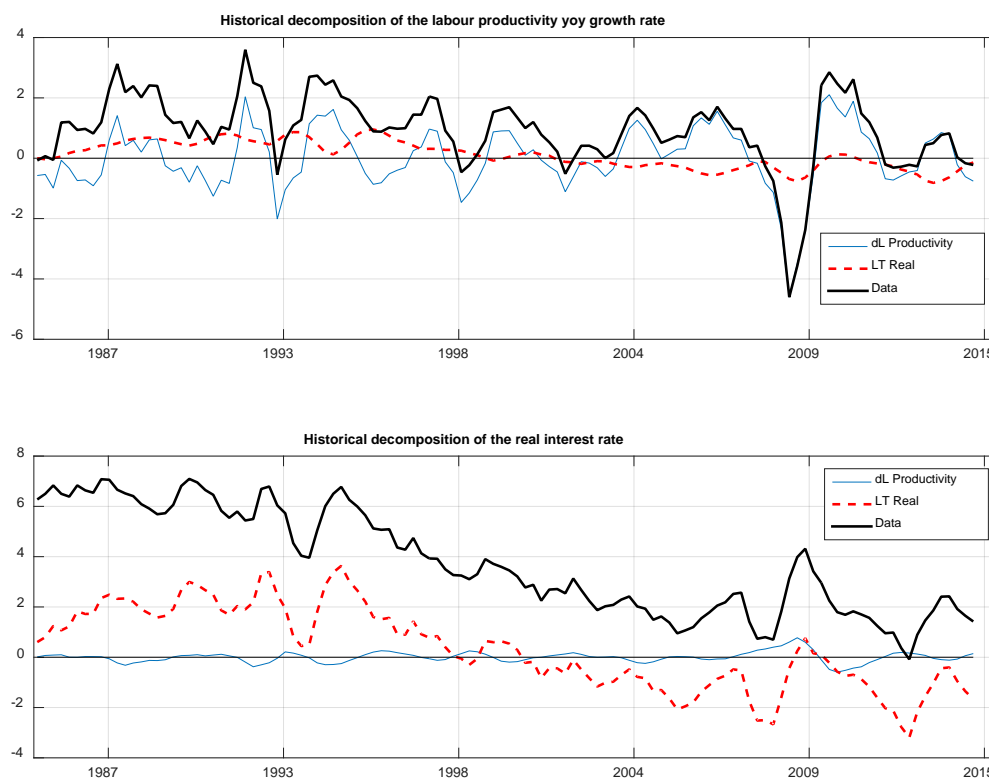 Historical decomposition of the labour productivity yoy growth rate
4
2
0
-2
-4
-6
dL Productivity
LT Real
Data
1987 1993 1998 2004 2009 2015
Historical decomposition of the real interest rate
8
6
4
2
0
-2
-4
dL Productivity
LT Real
Data
1987 1993 1998 2004 2009 2015